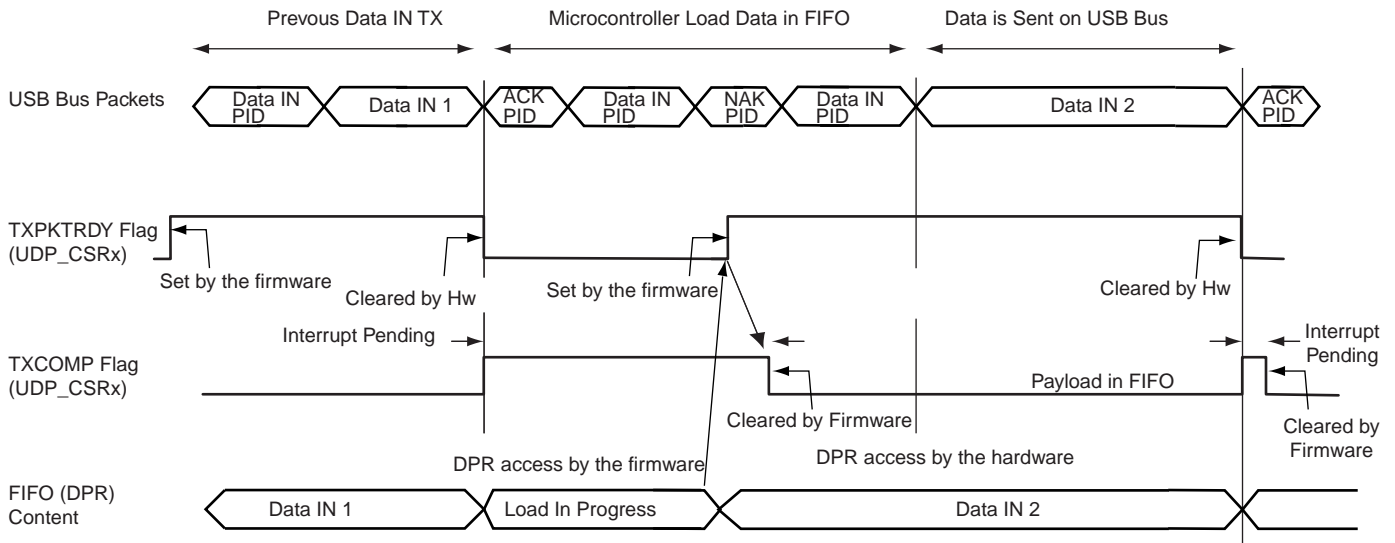 Prevous Data IN TX
Microcontroller Load Data in FIFO
Data is Sent on USB Bus
USB Bus Packets
Data IN
PID
Data IN 1
ACK
PID
Data IN
PID
NAK
PID
Data IN
PID
Data IN 2
ACK
PID
TXPKTRDY Flag
(UDP_CSRx)
Set by the firmware
Cleared by Hw
Set by the firmware
Cleared by Hw
Interrupt Pending
Interrupt
Pending
TXCOMP Flag
(UDP_CSRx)
Payload in FIFO
Cleared by Firmware
Cleared by
Firmware
DPR access by the firmware
DPR access by the hardware
FIFO (DPR)
Content
Data IN 1
Load In Progress
Data IN 2